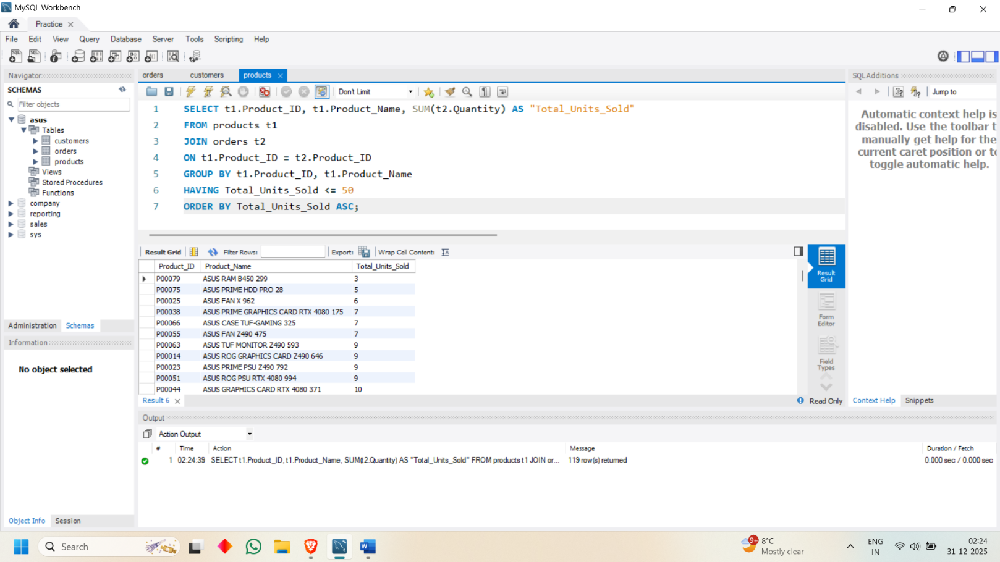 MySQL Workbench
Practice
File Edit View Query Database Server Tools Scripting Help
Navigator
SCHEMAS
Filter objects
asus
Tables
customers
orders
products
Views
Stored Procedures
Functions
company
reporting
sales
sys
Administration Schemas
Information
No object selected
Object Info Session
orders customers products
Don't Limit
1 SELECT t1.Product_ID, t1.Product_Name, SUM(t2.Quantity) AS "Total_Units_Sold"
2 FROM products t1
3 JOIN orders t2
4 ON t1.Product_ID = t2.Product_ID
5 GROUP BY t1.Product_ID, t1.Product_Name
6 HAVING Total_Units_Sold <= 50
7 ORDER BY Total_Units_Sold ASC;
Result Grid Filter Rows: Export: Wrap Cell Content:
Product_ID Product_Name Total_Units_Sold
P00079 ASUS RAM B450 299 3
P00075 ASUS PRIME HDD PRO 28 5
P00025 ASUS FAN X 962 6
P00038 ASUS PRIME GRAPHICS CARD RTX 4080 175 7
P00066 ASUS CASE TUF-GAMING 325 7
P00055 ASUS FAN Z490 475 7
P00063 ASUS TUF MONITOR Z490 593 9
P00014 ASUS ROG GRAPHICS CARD Z490 646 9
P00023 ASUS PRIME PSU Z490 792 9
P00051 ASUS ROG PSU RTX 4080 994 9
P00044 ASUS GRAPHICS CARD RTX 4080 371 10
Result Grid
Form Editor
Field Types
Result 6
Read Only
SQLAdditions
Jump to
Automatic context help is
disabled. Use the toolbar t
manually get help for the
current caret position or to
toggle automatic help.
Context Help Snippets
Output
Action Output
# Time Action Message Duration / Fetch
1 02:24:39 SELECT t1.Product_ID, t1.Product_Name, SUM(t2.Quantity) AS "Total_Units_Sold" FROM products t1 JOIN or... 119 row(s) returned 0.000 sec / 0.000 sec
Search
9+
8°C
Mostly clear
ENG
IN
02:24
31-12-2025